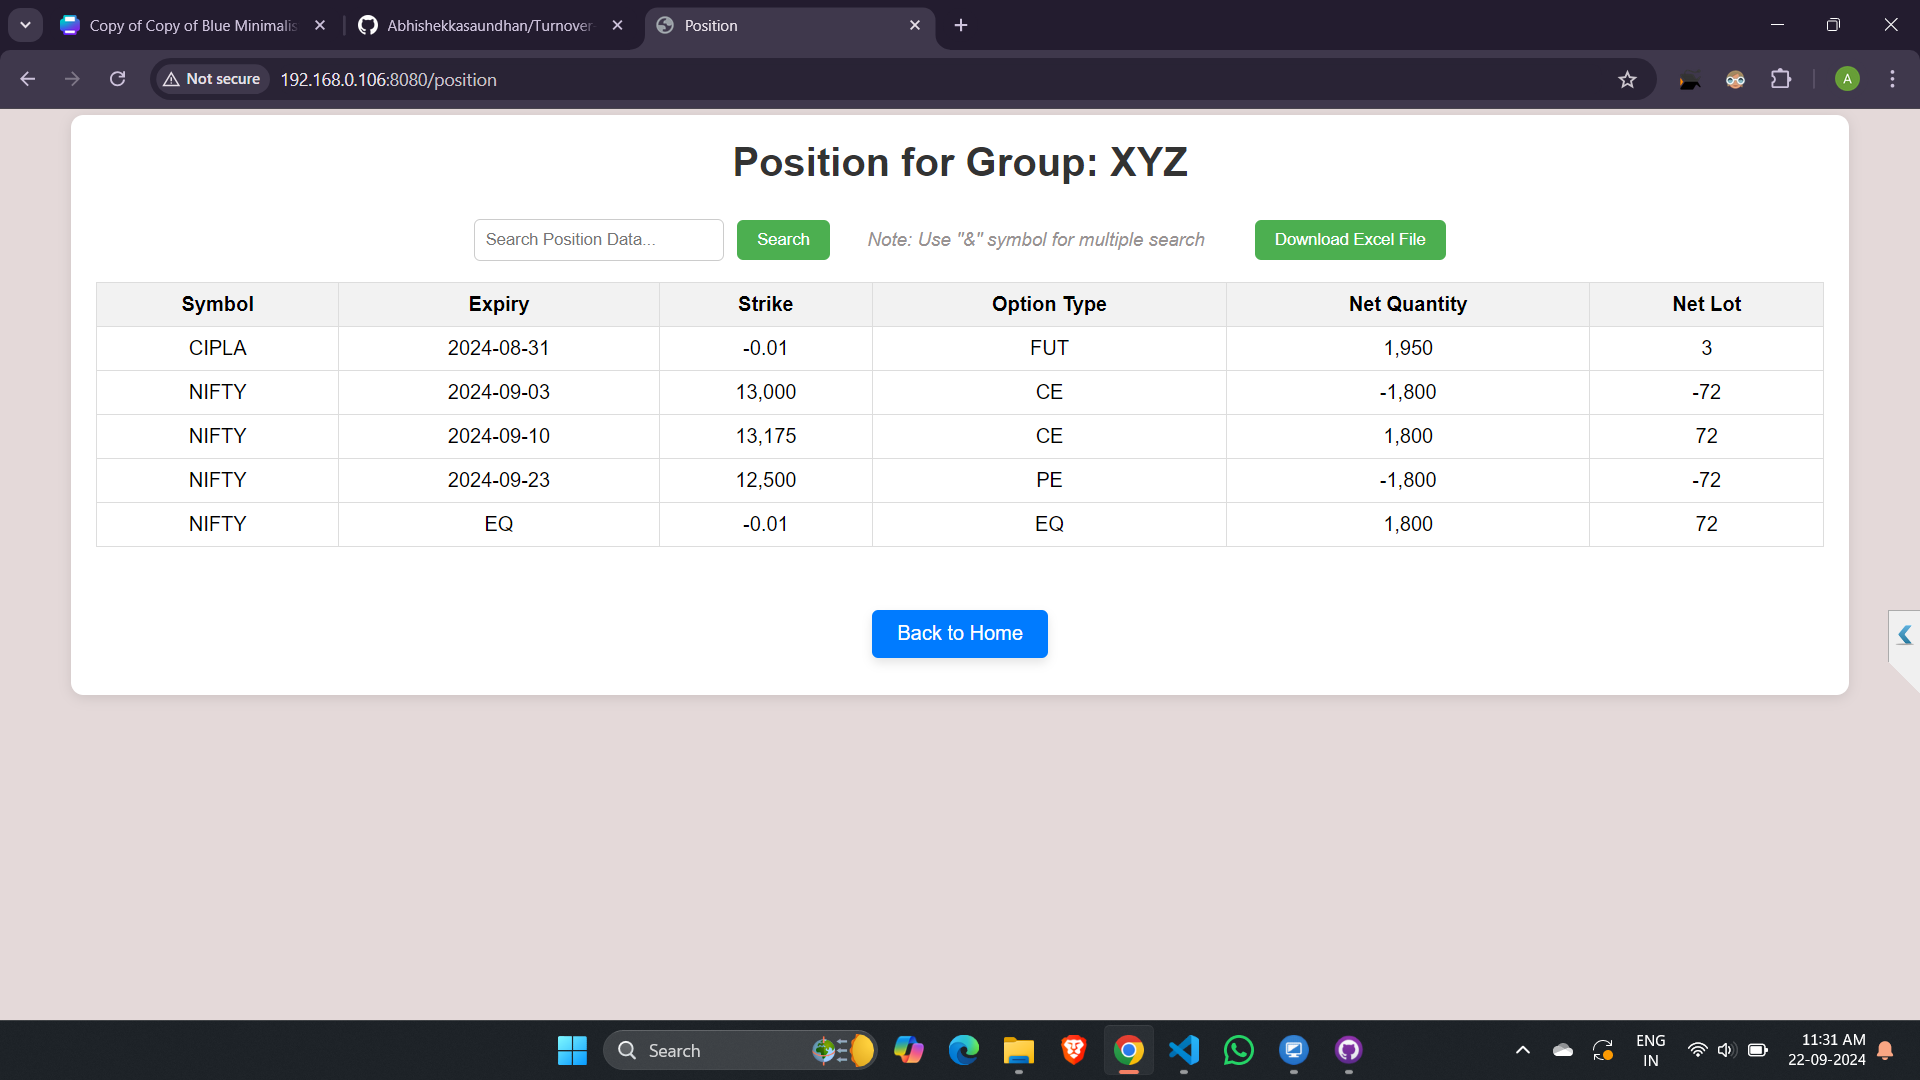 Copy of Copy of Blue Minimalis
Abhishekkasaundhan/Turnover-
Position
Not secure
192.168.0.106:8080/position
A
Position for Group: XYZ
Search Position Data...
Search
Note: Use "&" symbol for multiple search
Download Excel File
Symbol Expiry Strike Option Type Net Quantity Net Lot
CIPLA 2024-08-31 -0.01 FUT 1,950 3
NIFTY 2024-09-03 13,000 CE -1,800 -72
NIFTY 2024-09-10 13,175 CE 1,800 72
NIFTY 2024-09-23 12,500 PE -1,800 -72
NIFTY EQ -0.01 EQ 1,800 72
Back to Home
Search
ENG
IN
11:31 AM
22-09-2024